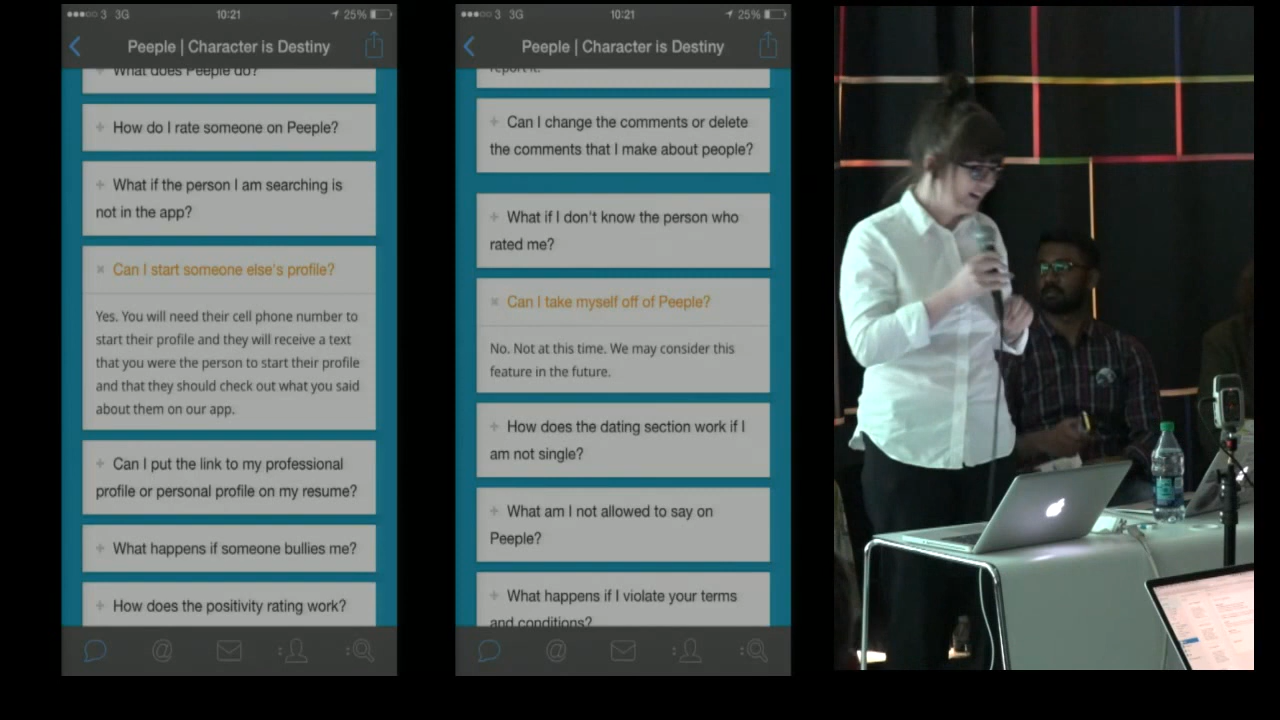 3 3G 10:21 25%
Peeple | Character is Destiny
What does Peeple do?
+ How do I rate someone on Peeple?
+ What if the person I am searching is
not in the app?
× Can I start someone else's profile?
Yes. You will need their cell phone number to
start their profile and they will receive a text
that you were the person to start their profile
and that they should check out what you said
about them on our app.
+ Can I put the link to my professional
profile or personal profile on my resume?
+ What happens if someone bullies me?
+ How does the positivity rating work?
3 3G 10:21 25%
Peeple | Character is Destiny
report it.
+ Can I change the comments or delete
the comments that I make about people?
+ What if I don't know the person who
rated me?
× Can I take myself off of Peeple?
No. Not at this time. We may consider this
feature in the future.
+ How does the dating section work if I
am not single?
+ What am I not allowed to say on
Peeple?
+ What happens if I violate your terms
and conditions?